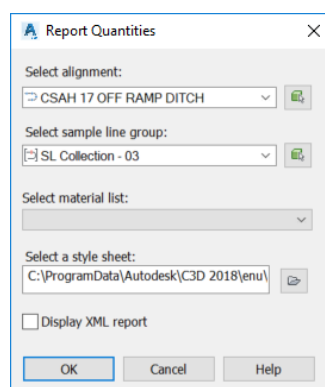 Report Quantities
Select alignment:
CSAH 17 OFF RAMP DITCH
Select sample line group:
SL Collection - 03
Select material list:
Select a style sheet:
C:\ProgramData\Autodesk\C3D 2018\enu\
Display XML report
OK
Cancel
Help